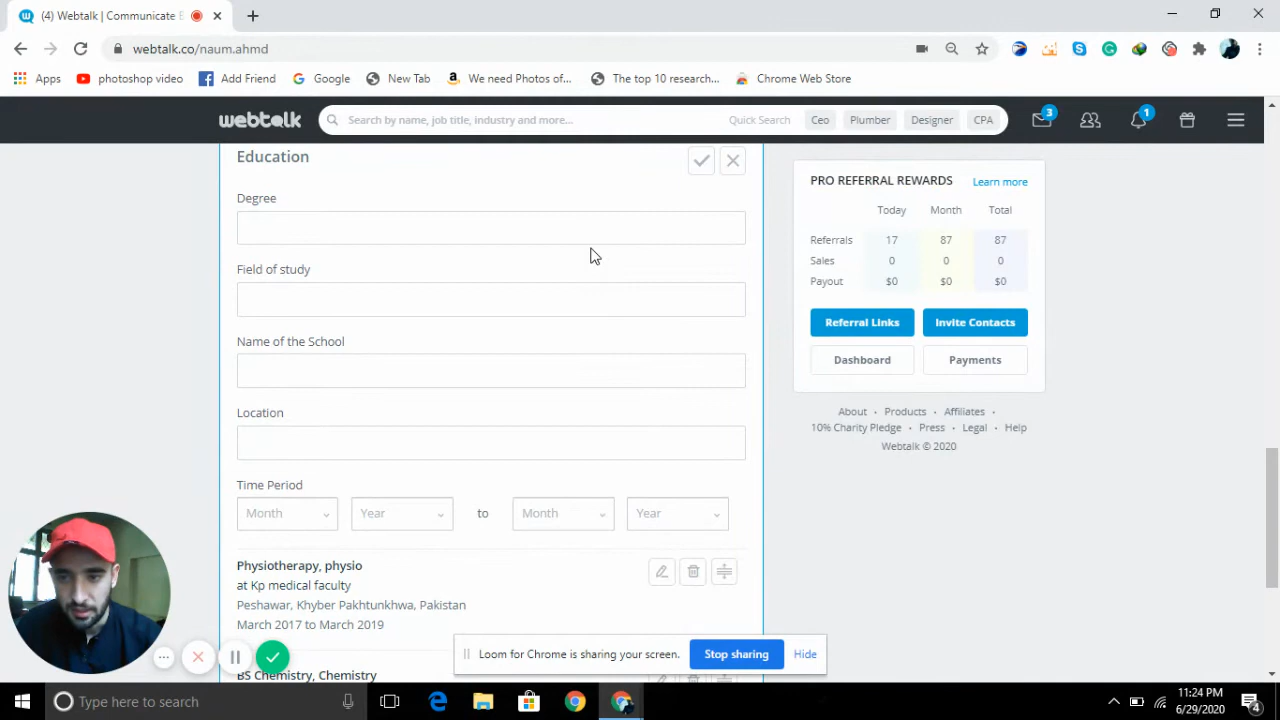 (4) Webtalk | Communicate B
webtalk.co/naum.ahmd
Apps
photoshop video
Add Friend
Google
New Tab
We need Photos of...
The top 10 research...
Chrome Web Store
webtalk
Search by name, job title, industry and more...
Quick Search
Ceo
Plumber
Designer
CPA
3
1
Education
Degree
Field of study
Name of the School
Location
Time Period
Month
Year
to
Month
Year
Physiotherapy, physio
at Kp medical faculty
Peshawar, Khyber Pakhtunkhwa, Pakistan
March 2017 to March 2019
BS Chemistry, Chemistry
PRO REFERRAL REWARDS
Learn more
Today Month Total
Referrals 17 87 87
Sales 0 0 0
Payout $0 $0 $0
Referral Links
Invite Contacts
Dashboard
Payments
About · Products · Affiliates ·
10% Charity Pledge · Press · Legal · Help
Webtalk © 2020
Loom for Chrome is sharing your screen.
Stop sharing
Hide
Type here to search
11:24 PM
6/29/2020
4